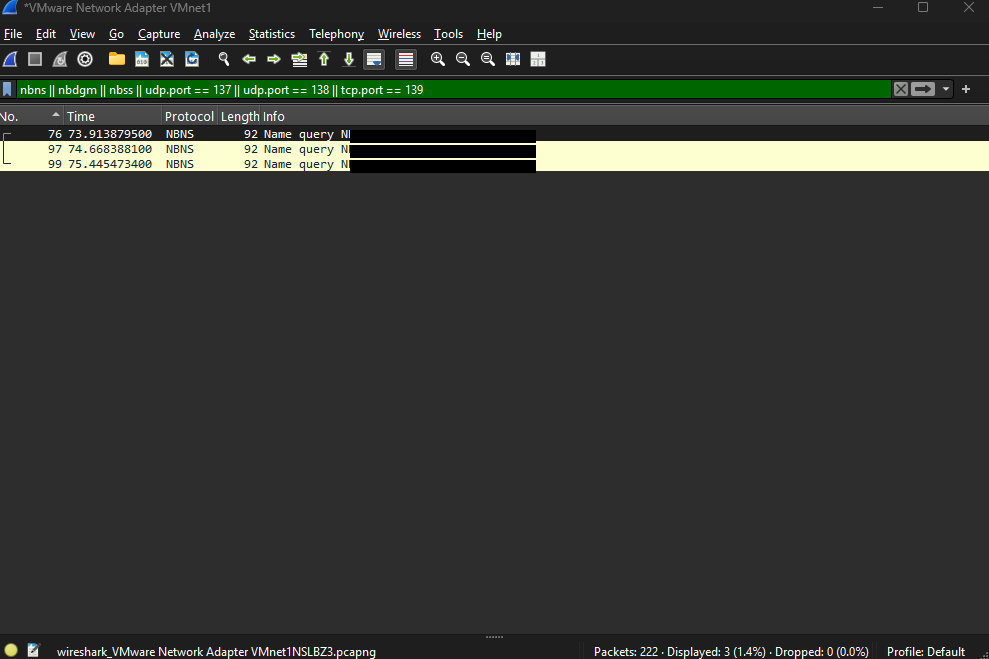 *VMware Network Adapter VMnet1
File Edit View Go Capture Analyze Statistics Telephony Wireless Tools Help
nbns || nbdgm || nbss || udp.port == 137 || udp.port == 138 || tcp.port == 139
No. Time Protocol Length Info
76 73.913879500 NBNS 92 Name query
97 74.668388100 NBNS 92 Name query
99 75.445473400 NBNS 92 Name query
wireshark_VMware Network Adapter VMnet1NSLBZ3.pcapng Packets: 222 · Displayed: 3 (1.4%) · Dropped: 0 (0.0%) Profile: Default